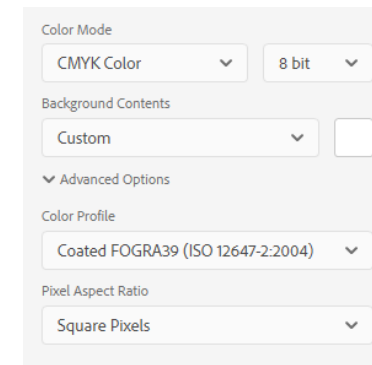 Color Mode
CMYK Color 8 bit
Background Contents
Custom
Advanced Options
Color Profile
Coated FOGRA39 (ISO 12647-2:2004)
Pixel Aspect Ratio
Square Pixels